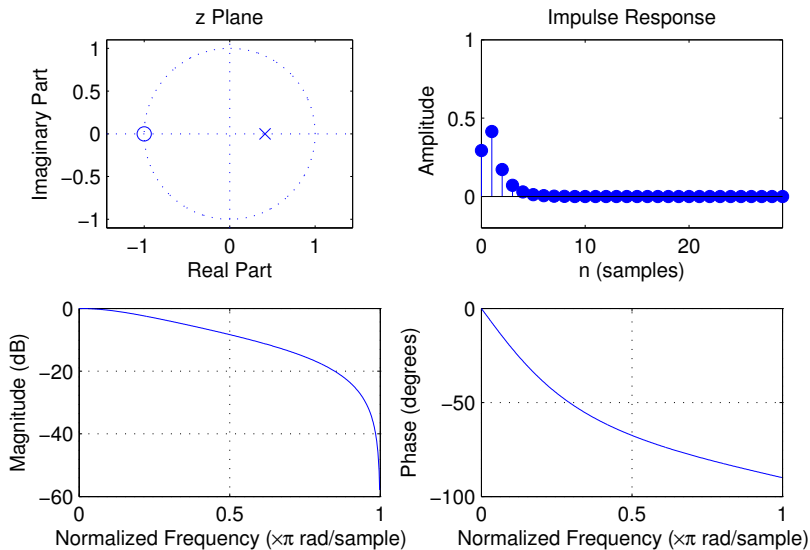 z Plane
Imaginary Part
1
0.5
0
−0.5
−1
−1
0
1
Real Part
Impulse Response
Amplitude
1
0.5
0
0
10
20
n (samples)
Magnitude (dB)
0
−20
−40
−60
0
0.5
1
Normalized Frequency (×π rad/sample)
Phase (degrees)
0
−50
−100
0
0.5
1
Normalized Frequency (×π rad/sample)